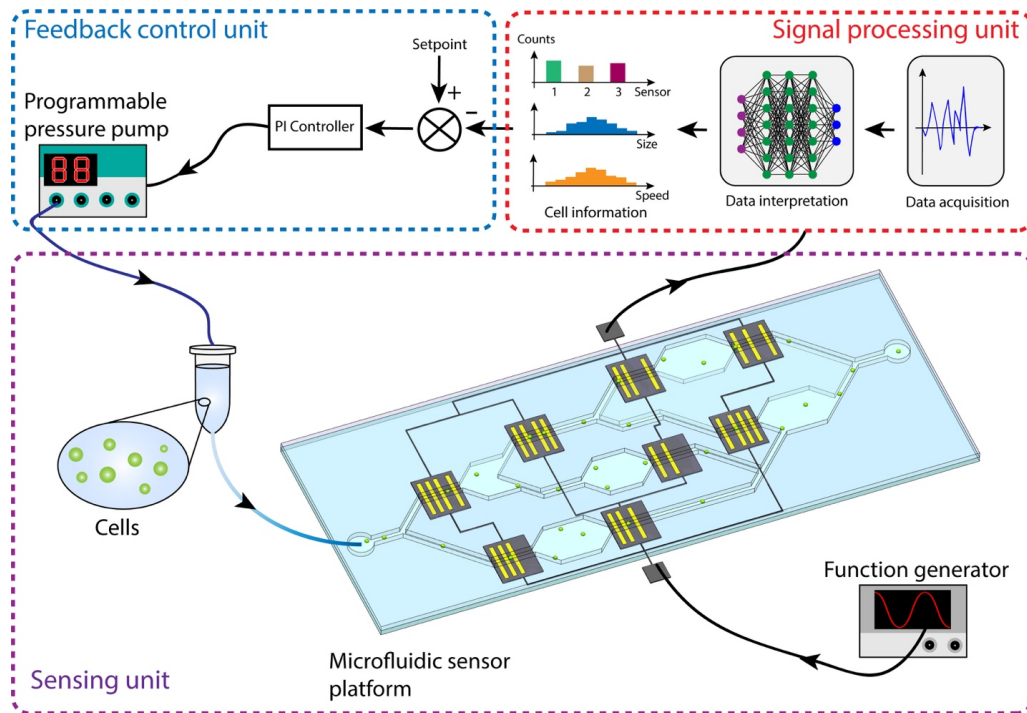 Feedback control unit
Signal processing unit
Setpoint
+
−
PI Controller
Programmable
pressure pump
88
Counts
Sensor
1 2 3
Size
Speed
Cell information
Data interpretation
Data acquisition
Cells
Function generator
Microfluidic sensor
platform
Sensing unit